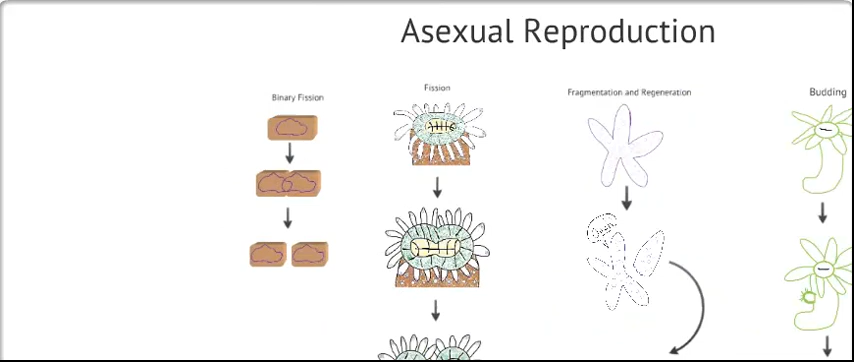 Asexual Reproduction
Binary Fission
Fission
Fragmentation and Regeneration
Budding